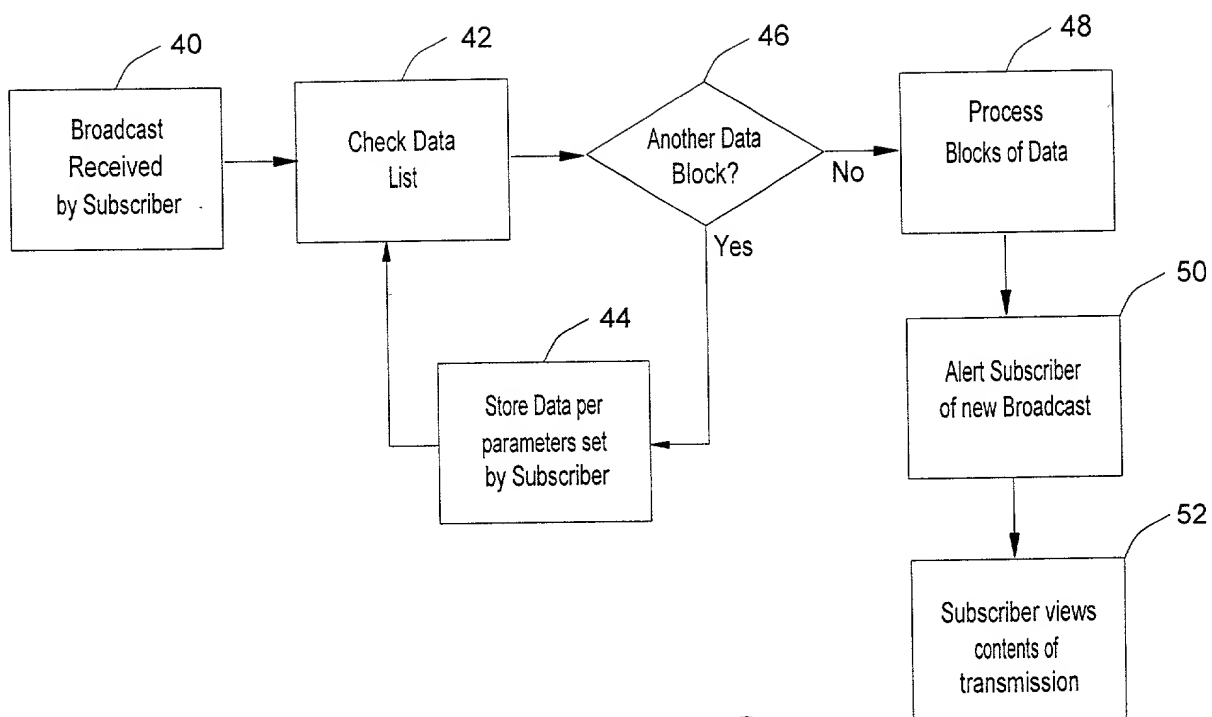 40
Broadcast
Received
by Subscriber
42
Check Data
List
46
Another Data
Block?
No
Yes
48
Process
Blocks of Data
44
Store Data per
parameters set
by Subscriber
50
Alert Subscriber
of new Broadcast
52
Subscriber views
contents of
transmission